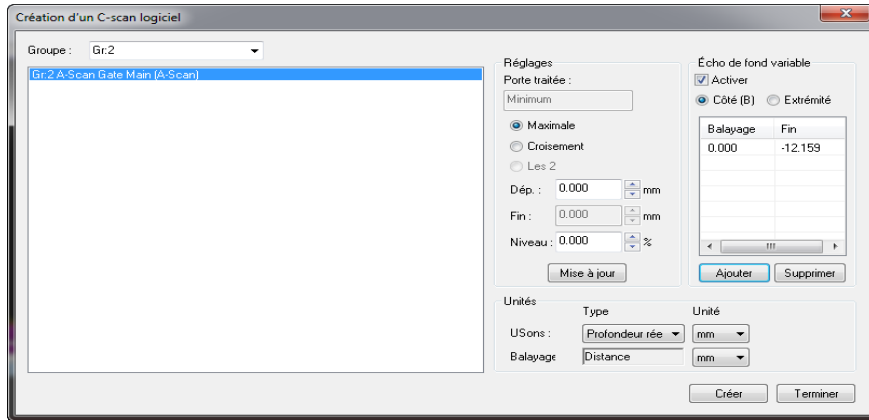 Création d'un C-scan logiciel
Groupe :
Gr:2
Gr:2 A-Scan Gate Main (A-Scan)
Réglages
Porte traitée :
Minimum
Maximale
Croisement
Les 2
Dép. : 0.000 mm
Fin : 0.000 mm
Niveau : 0.000 %
Mise à jour
Écho de fond variable
Activer
Côté (B) Extrémité
Balayage Fin
0.000 -12.159
Ajouter Supprimer
Unités
Type Unité
USons : Profondeur rée mm
Balayage Distance mm
Créer Terminer